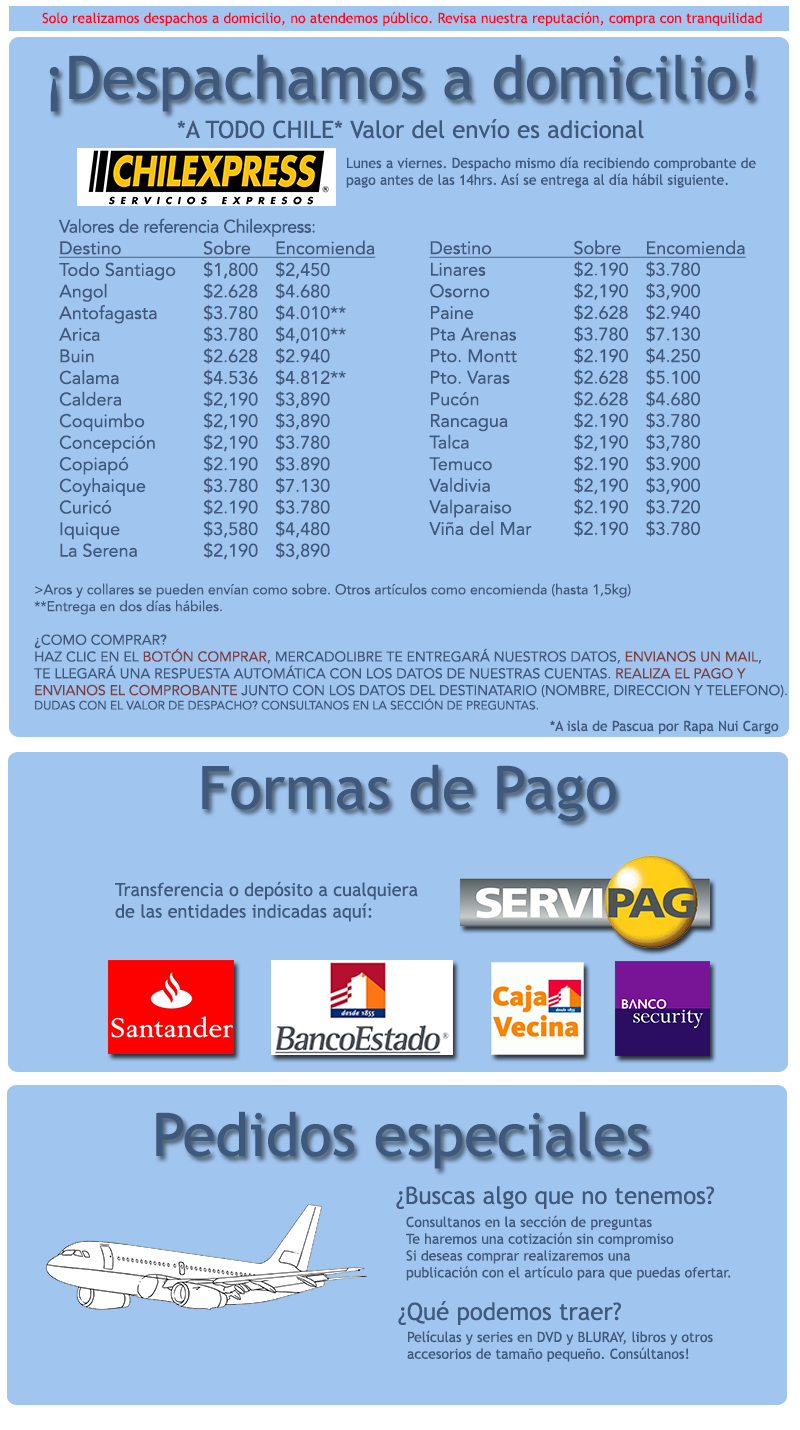 Solo realizamos despachos a domicilio, no atendemos público. Revisa nuestra reputación, compra con tranquilidad
¡Despachamos a domicilio!
*A TODO CHILE* Valor del envío es adicional
CHILEXPRESS®
SERVICIOS EXPRESOS
Lunes a viernes. Despacho mismo día recibiendo comprobante de
pago antes de las 14hrs. Así se entrega al día hábil siguiente.
Valores de referencia Chilexpress:
Destino Sobre Encomienda
Todo Santiago $1,800 $2,450
Angol $2.628 $4.680
Antofagasta $3.780 $4.010**
Arica $3.780 $4,010**
Buin $2.628 $2.940
Calama $4.536 $4.812**
Caldera $2,190 $3,890
Coquimbo $2,190 $3,890
Concepción $2,190 $3.780
Copiapó $2.190 $3.890
Coyhaique $3.780 $7.130
Curicó $2.190 $3.780
Iquique $3,580 $4,480
La Serena $2,190 $3,890
Destino Sobre Encomienda
Linares $2.190 $3.780
Osorno $2,190 $3,900
Paine $2.628 $2.940
Pta Arenas $3.780 $7.130
Pto. Montt $2.190 $4.250
Pto. Varas $2.628 $5.100
Pucón $2.628 $4.680
Rancagua $2.190 $3.780
Talca $2,190 $3,780
Temuco $2.190 $3.900
Valdivia $2,190 $3,900
Valparaiso $2.190 $3.720
Viña del Mar $2.190 $3.780
>Aros y collares se pueden envían como sobre. Otros artículos como encomienda (hasta 1,5kg)
**Entrega en dos días hábiles.
¿COMO COMPRAR?
HAZ CLIC EN EL BOTÓN COMPRAR, MERCADOLIBRE TE ENTREGARÁ NUESTROS DATOS, ENVIANOS UN MAIL,
TE LLEGARÁ UNA RESPUESTA AUTOMÁTICA CON LOS DATOS DE NUESTRAS CUENTAS. REALIZA EL PAGO Y
ENVIANOS EL COMPROBANTE JUNTO CON LOS DATOS DEL DESTINATARIO (NOMBRE, DIRECCION Y TELEFONO).
DUDAS CON EL VALOR DE DESPACHO? CONSULTANOS EN LA SECCIÓN DE PREGUNTAS.
*A isla de Pascua por Rapa Nui Cargo
Formas de Pago
Transferencia o depósito a cualquiera
de las entidades indicadas aquí:
SERVIPAG
Santander
desde 1855
BancoEstado®
Caja
desde 1855
Vecina
BANCO
security
Pedidos especiales
¿Buscas algo que no tenemos?
Consultanos en la sección de preguntas
Te haremos una cotización sin compromiso
Si deseas comprar realizaremos una
publicación con el artículo para que puedas ofertar.
¿Qué podemos traer?
Películas y series en DVD y BLURAY, libros y otros
accesorios de tamaño pequeño. Consúltanos!